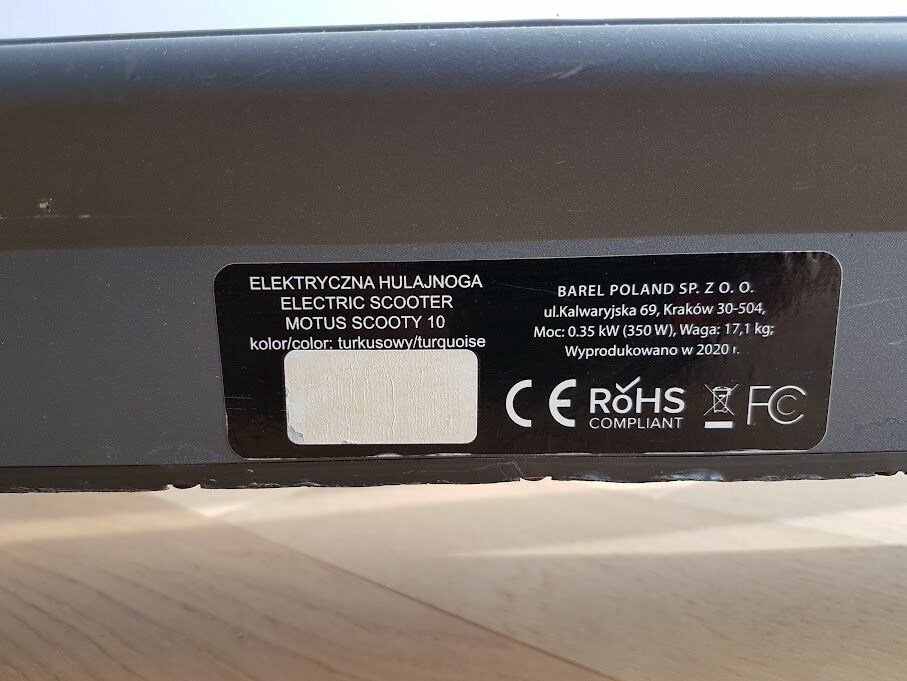 ELEKTRYCZNA HULAJNOGA
ELECTRIC SCOOTER
MOTUS SCOOTY 10
kolor/color: turkusowy/turquoise
BAREL POLAND SP. Z O. O.
ul.Kalwaryjska 69, Kraków 30-504,
Moc: 0.35 kW (350 W), Waga: 17,1 kg;
Wyprodukowano w 2020 r.
CE RoHS FC
COMPLIANT